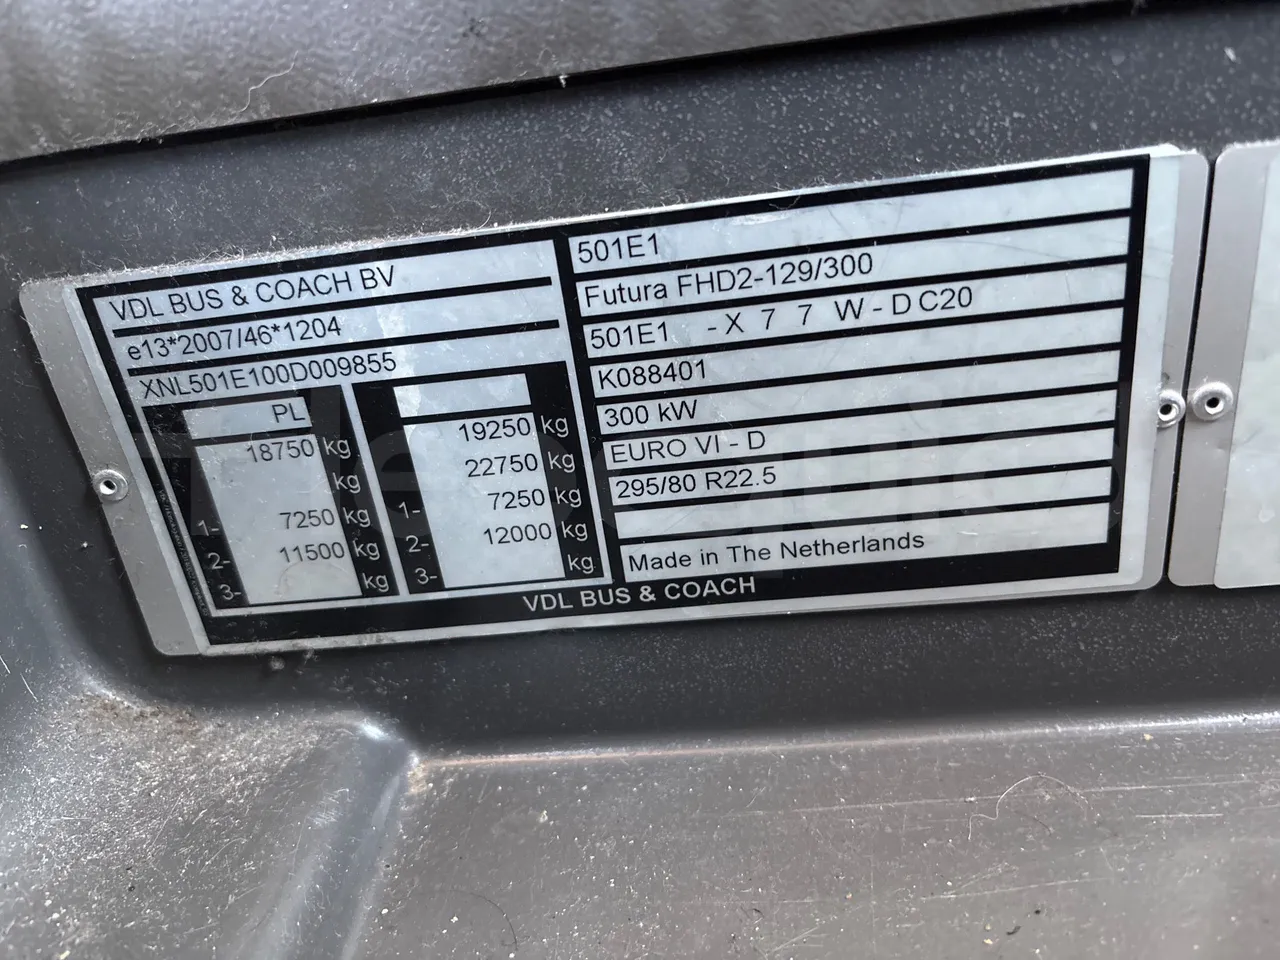 VDL BUS & COACH BV
e13*2007/46*1204
XNL501E100D009855
PL
18750 kg
kg
1- 7250 kg
2- 11500 kg
3- kg
19250 kg
22750 kg
1- 7250 kg
2- 12000 kg
3- kg
501E1
Futura FHD2-129/300
501E1 - X 7 7 W - D C20
K088401
300 kW
EURO VI - D
295/80 R22.5
Made in The Netherlands
VDL BUS & COACH